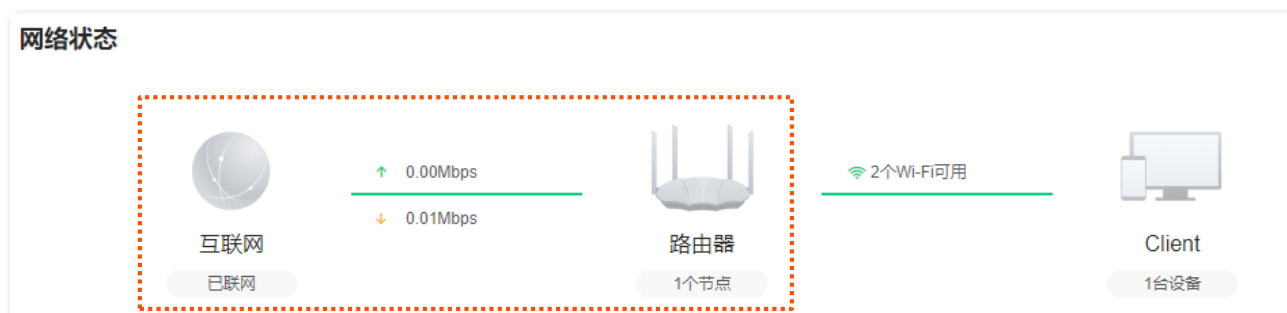 网络状态
0.00Mbps
0.01Mbps
2个Wi-Fi可用
互联网
路由器
Client
已联网
1个节点
1台设备